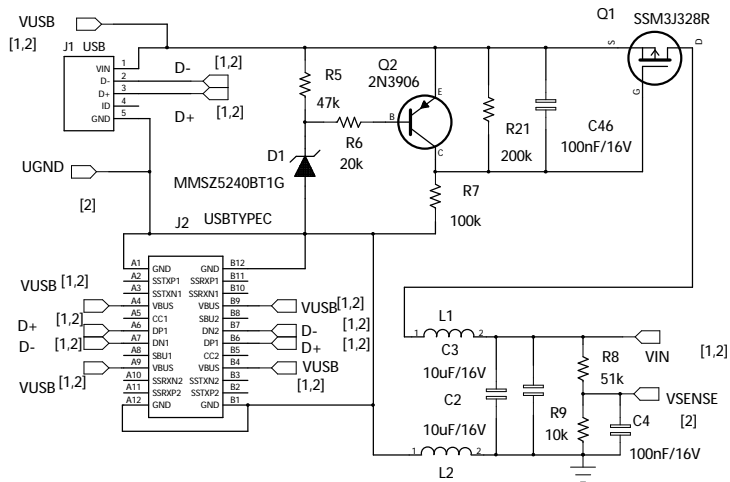 Q1
SSM3J328R
VUSB
[1,2]
J1 USB
VIN 1
D- 2
D+ 3
ID 4
GND 5
D- [1,2]
D+ [1,2]
UGND
[2]
R5
47k
Q2
2N3906
E
B
C
R6
20k
D1
MMSZ5240BT1G
R21
200k
C46
100nF/16V
S
D
G
R7
100k
J2 USBTYPEC
A1 GND GND B12
A2 SSTXP1 SSRXP1 B11
A3 SSTXN1 SSRXN1 B10
A4 VBUS VBUS B9
A5 CC1 SBU2 B8
A6 DP1 DN2 B7
A7 DN1 DP1 B6
A8 SBU1 CC2 B5
A9 VBUS VBUS B4
A10 SSRXN2 SSTXN2 B3
A11 SSRXP2 SSTXP2 B2
A12 GND GND B1
VUSB [1,2]
D+ [1,2]
D- [1,2]
VUSB [1,2]
VUSB [1,2]
D- [1,2]
D+ [1,2]
VUSB
[1,2]
L1
1 2
C3
10uF/16V
C2
10uF/16V
1 2
L2
VIN [1,2]
R8
51k
VSENSE
[2]
R9
10k
C4
100nF/16V